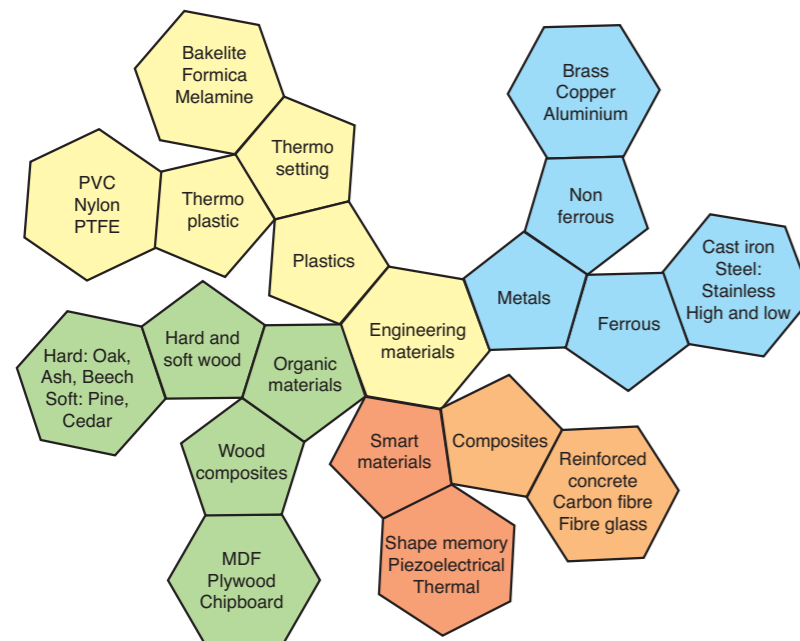 Bakelite
Formica
Melamine
Thermo
setting
PVC
Nylon
PTFE
Thermo
plastic
Plastics
Brass
Copper
Aluminium
Non
ferrous
Metals
Ferrous
Cast iron
Steel:
Stainless
High and low
Engineering
materials
Hard: Oak,
Ash, Beech
Soft: Pine,
Cedar
Hard and
soft wood
Organic
materials
Wood
composites
MDF
Plywood
Chipboard
Smart
materials
Shape memory
Piezoelectrical
Thermal
Composites
Reinforced
concrete
Carbon fibre
Fibre glass